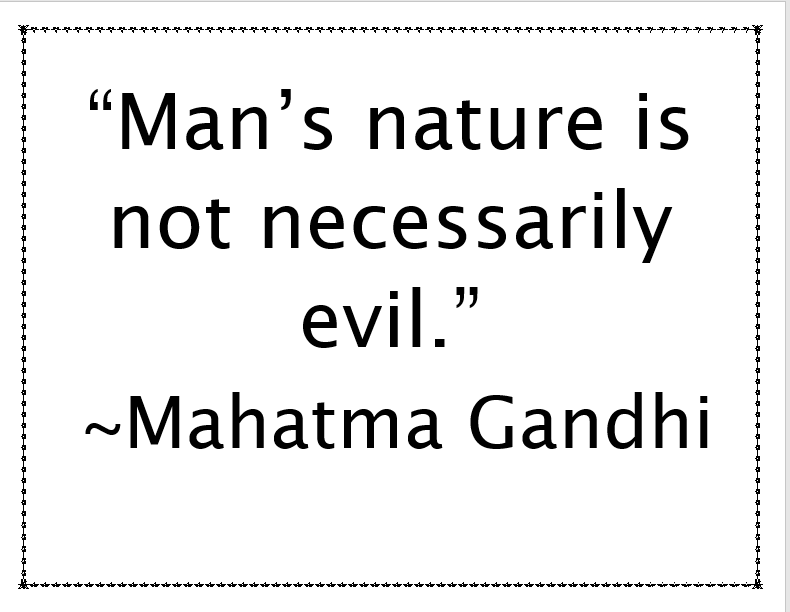 “Man’s nature is
not necessarily
evil.”
~Mahatma Gandhi